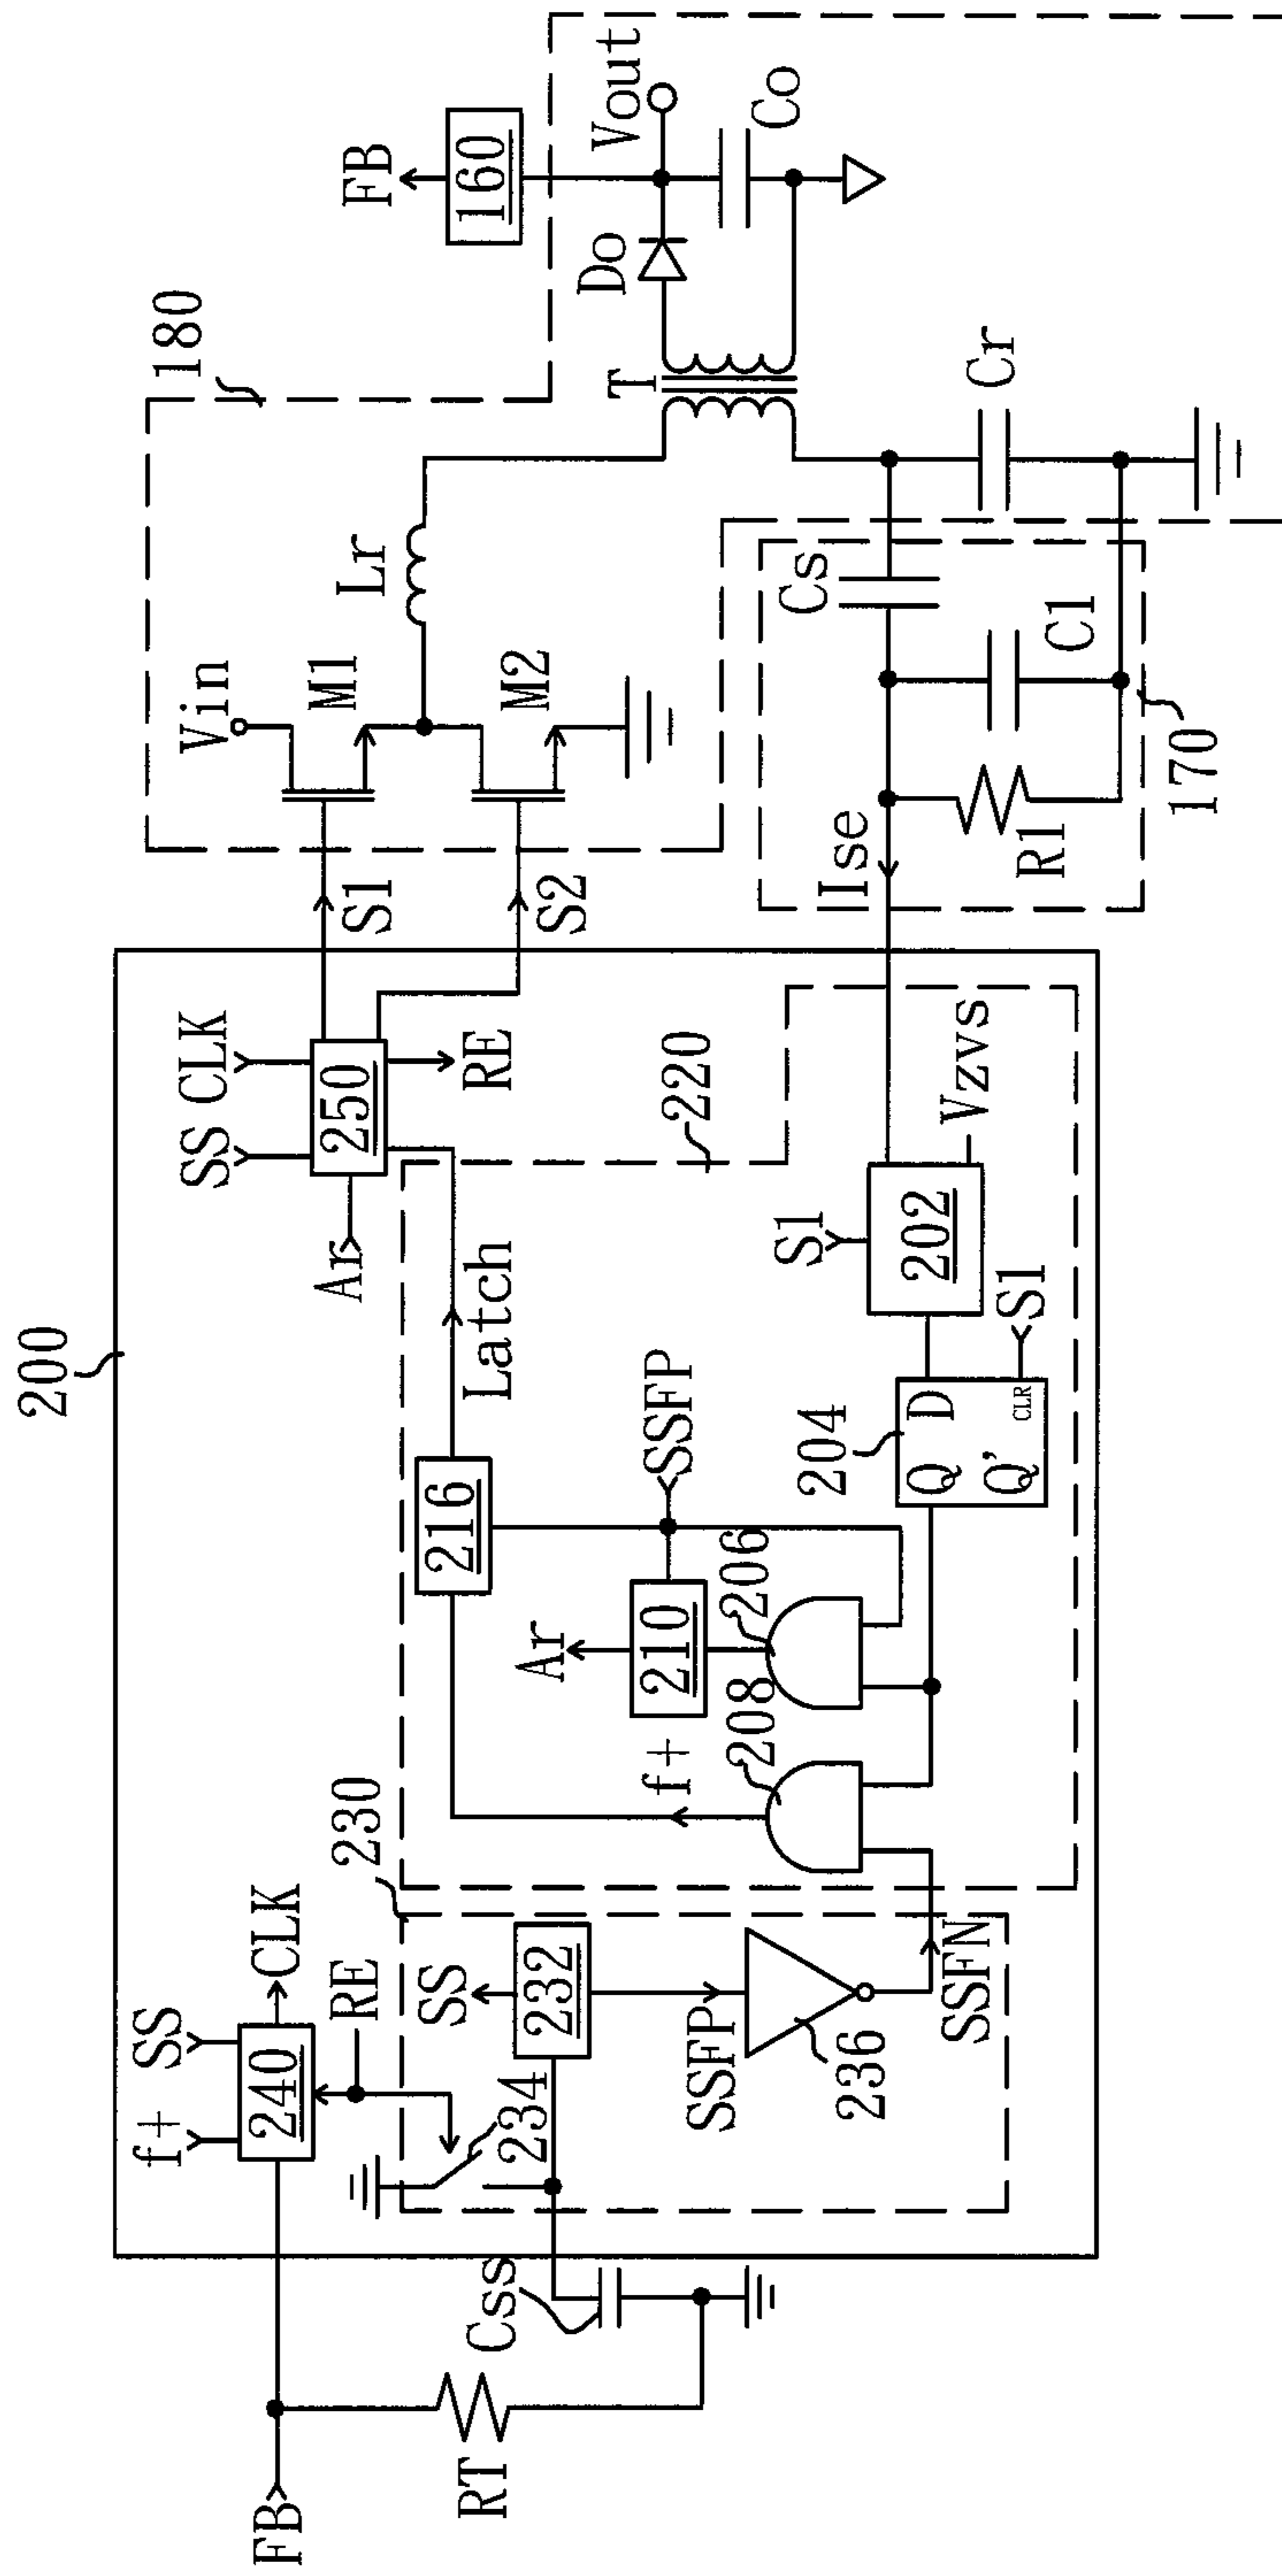 200
180
FB
160
Vout
Co
Do
T
Vin
M1
M2
Lr
S1
S2
SS
CLK
250
Ar
RE
220
Latch
216
SSFP
210
Ar
206
208
f+
204
Q
D
Q'
CLR
S1
202
S1
Vzvs
Ise
Cs
C1
R1
170
Cr
FB
RT
Css
f+
SS
240
CLK
RE
230
234
SS
232
SSFP
236
SSFN